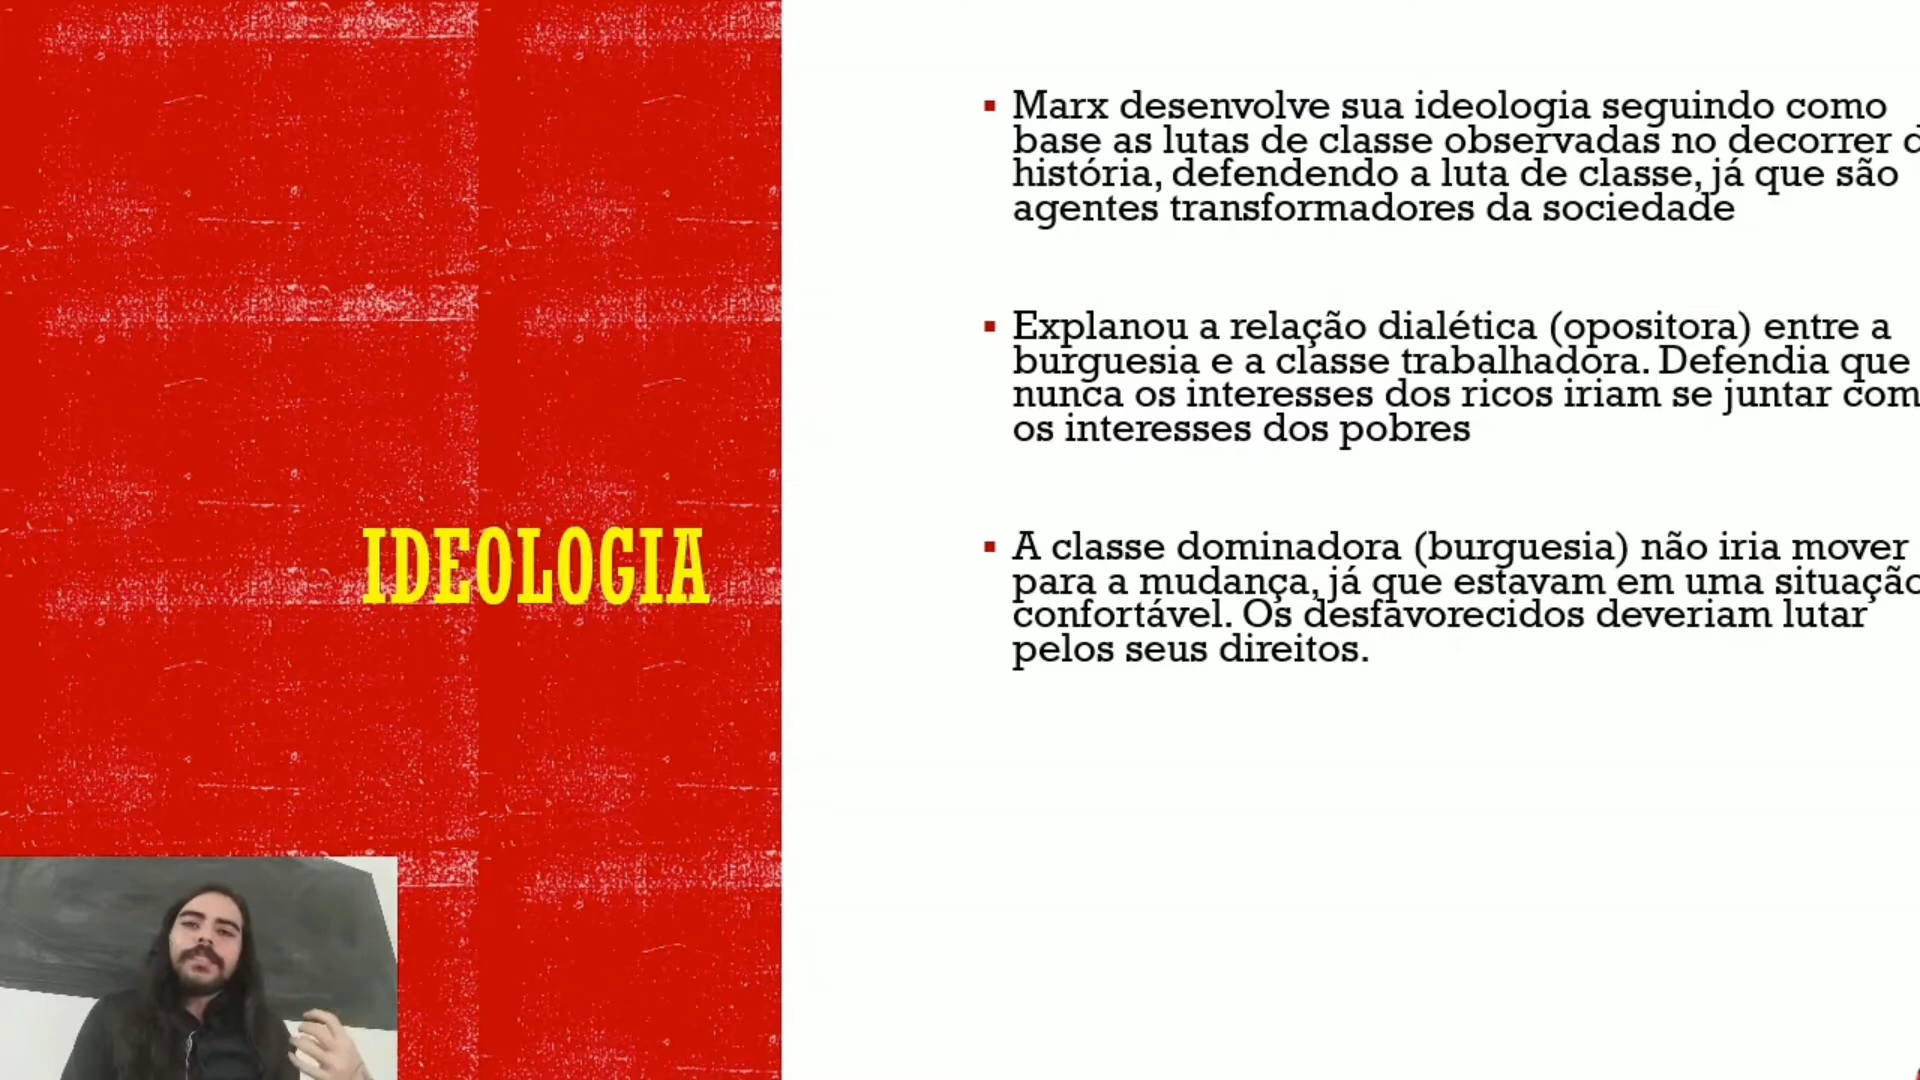 IDEOLOGIA
Marx desenvolve sua ideologia seguindo como
base as lutas de classe observadas no decorrer
história, defendendo a luta de classe, já que são
agentes transformadores da sociedade
Explanou a relação dialética (opositora) entre a
burguesia e a classe trabalhadora. Defendia que
nunca os interesses dos ricos iriam se juntar com
os interesses dos pobres
A classe dominadora (burguesia) não iria mover
para a mudança, já que estavam em uma situação
confortável. Os desfavorecidos deveriam lutar
pelos seus direitos.